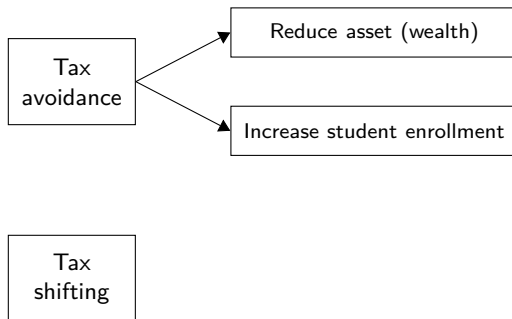 Tax
avoidance
Reduce asset (wealth)
Increase student enrollment
Tax
shifting